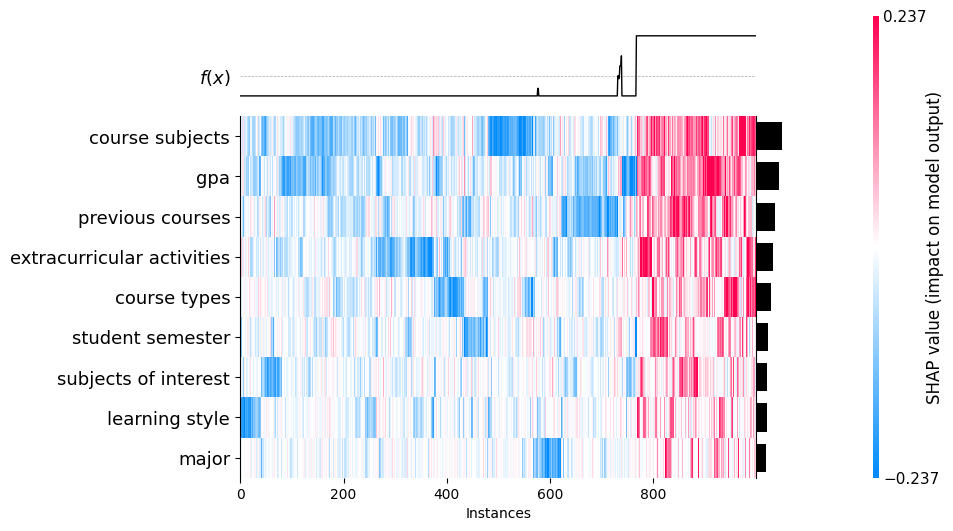 0.237
f(x)
course subjects
gpa
previous courses
extracurricular activities
course types
student semester
subjects of interest
learning style
major
0 200 400 600 800
Instances
SHAP value (impact on model output)
−0.237